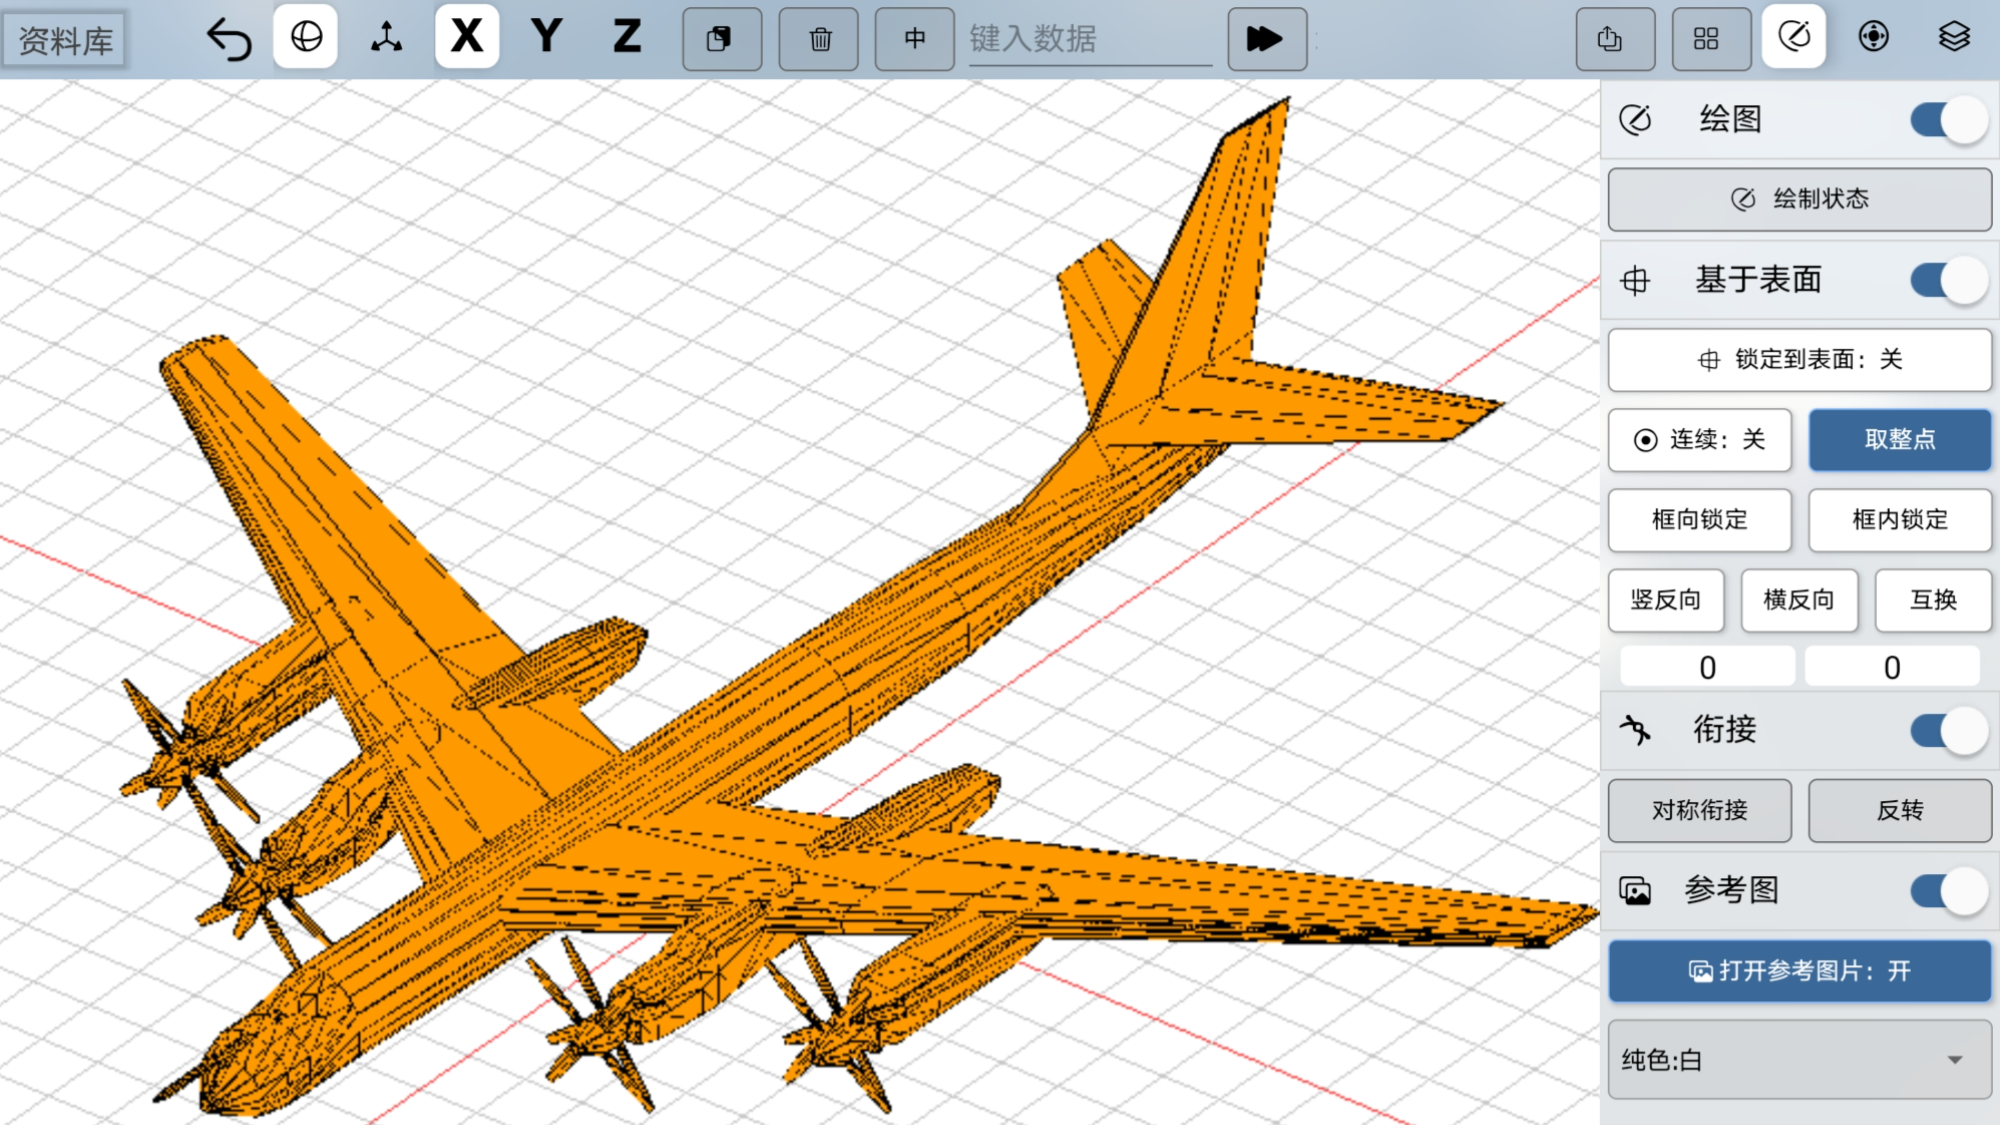 资料库
X Y Z 中 键入数据
绘图
绘制状态
基于表面
锁定到表面：关
连续：关 取整点
框向锁定 框内锁定
竖反向 横反向 互换
0 0
衔接
对称衔接 反转
参考图
打开参考图片：开
纯色:白